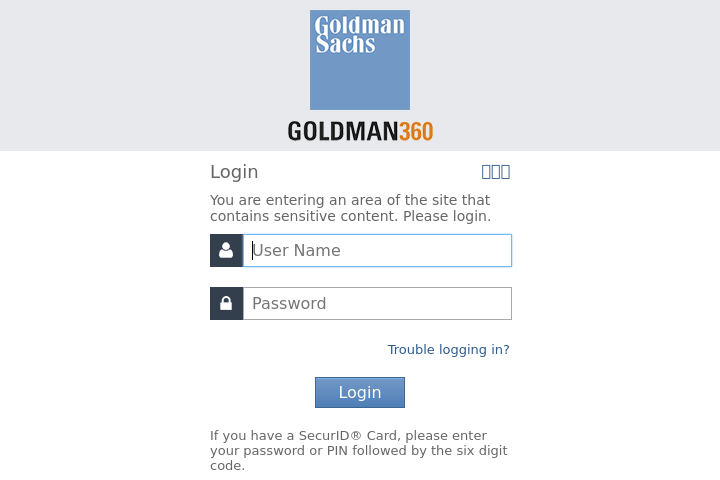 Goldman
Sachs
GOLDMAN360
Login
You are entering an area of the site that
contains sensitive content. Please login.
User Name
Password
Trouble logging in?
Login
If you have a SecurID® Card, please enter
your password or PIN followed by the six digit
code.